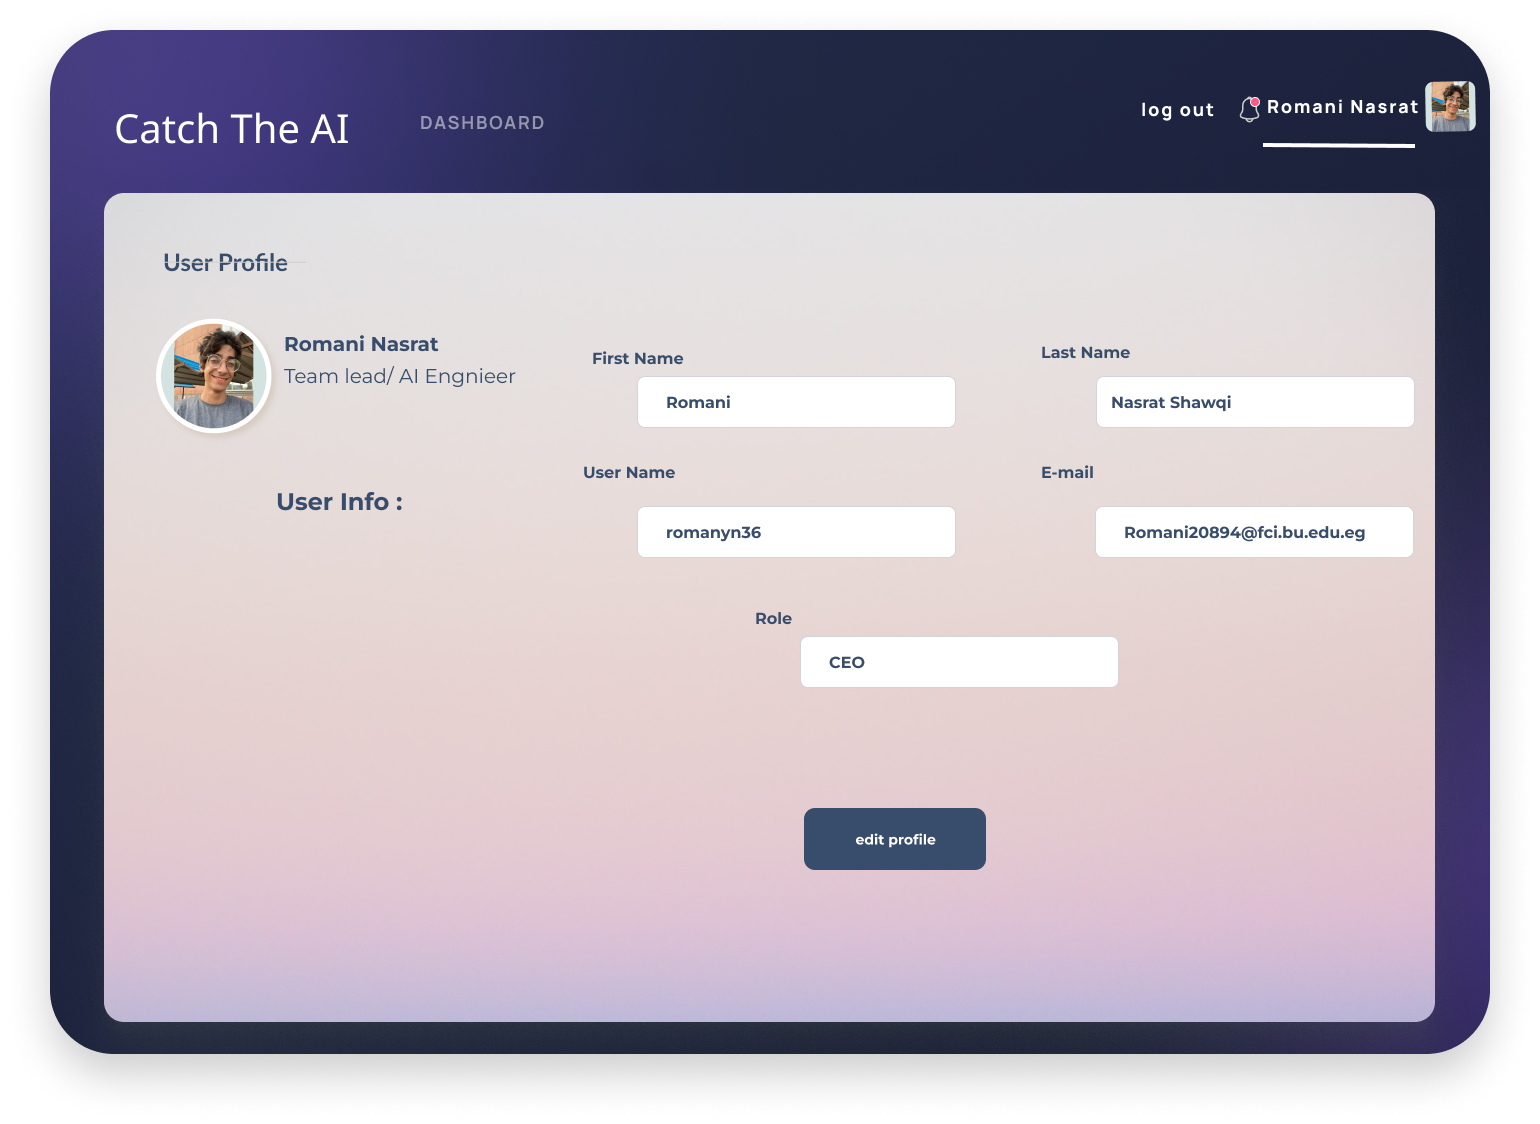 Catch The AI
DASHBOARD
log out
Romani Nasrat
User Profile
Romani Nasrat
Team lead/ AI Engnieer
First Name
Last Name
Romani
Nasrat Shawqi
User Name
E-mail
User Info :
romanyn36
Romani20894@fci.bu.edu.eg
Role
CEO
edit profile